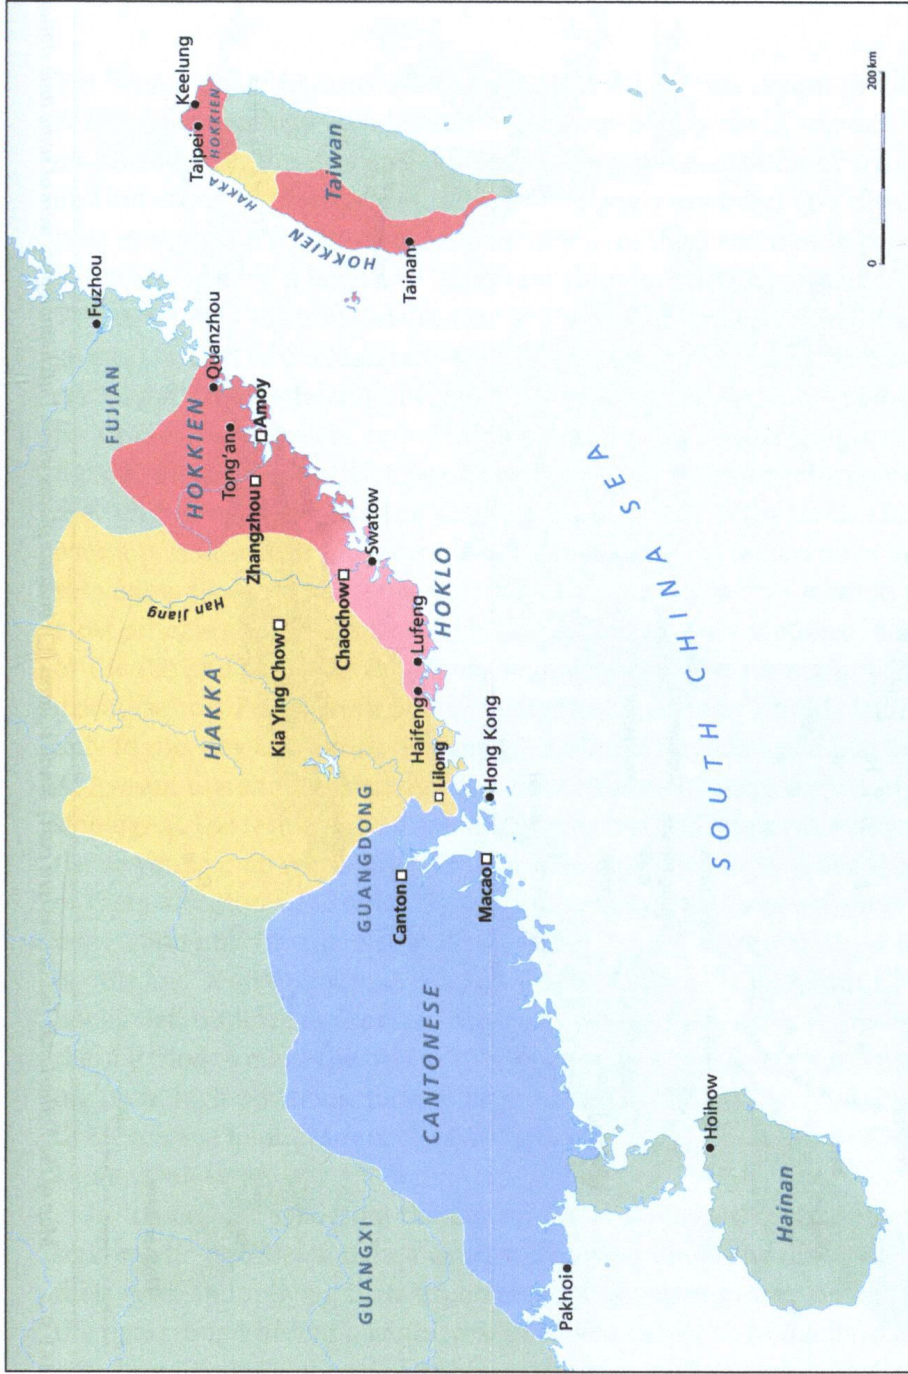 Keelung
Taipei
HOKKIEN
HAKKA
Taiwan
HOKKIEN
Tainan
0 200 km
Fuzhou
FUJIAN
Quanzhou
HOKKIEN
Tong'an
Amoy
Zhangzhou
Han Jiang
Swatow
Chaochow
HOKLO
HAKKA
Kia Ying Chow
Lufeng
Haifeng
Lilong
Hong Kong
GUANGDONG
Canton
Macao
CANTONESE
SOUTH CHINA SEA
GUANGXI
Pakhoi
Hoihow
Hainan